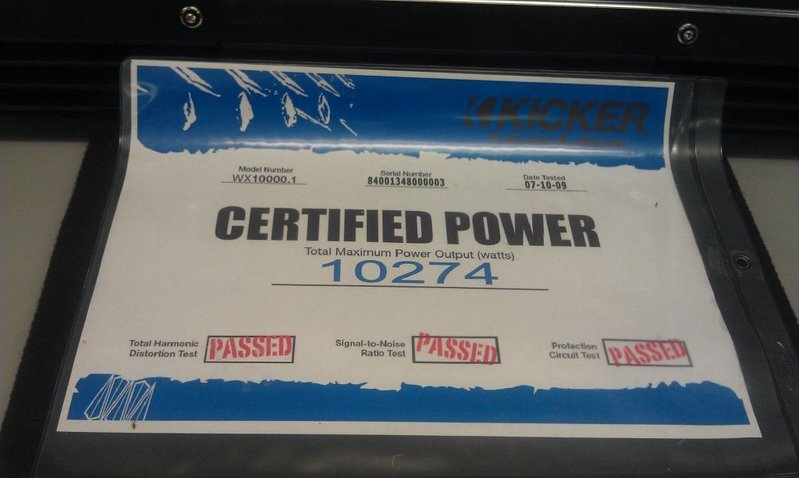 KICKER
Model Number
WX10000.1
Serial Number
84001348000003
Date Tested
07-10-09
CERTIFIED POWER
Total Maximum Power Output (watts)
10274
Total Harmonic
Distortion Test
PASSED
Signal-to-Noise
Ratio Test
PASSED
Protection
Circuit Test
PASSED